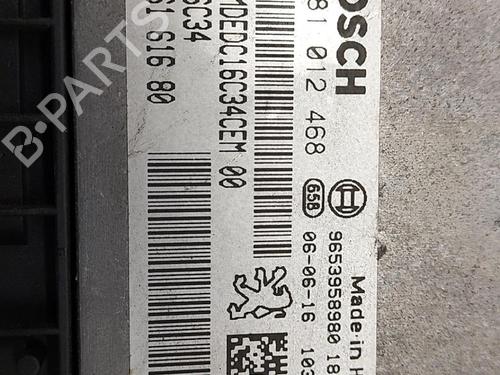 BOSCH
81 012 468
Made in H
9653958980 18
658
06-06-16 103
MDEDC16C34CEM 00
6C34
61 616 80
B-Parts